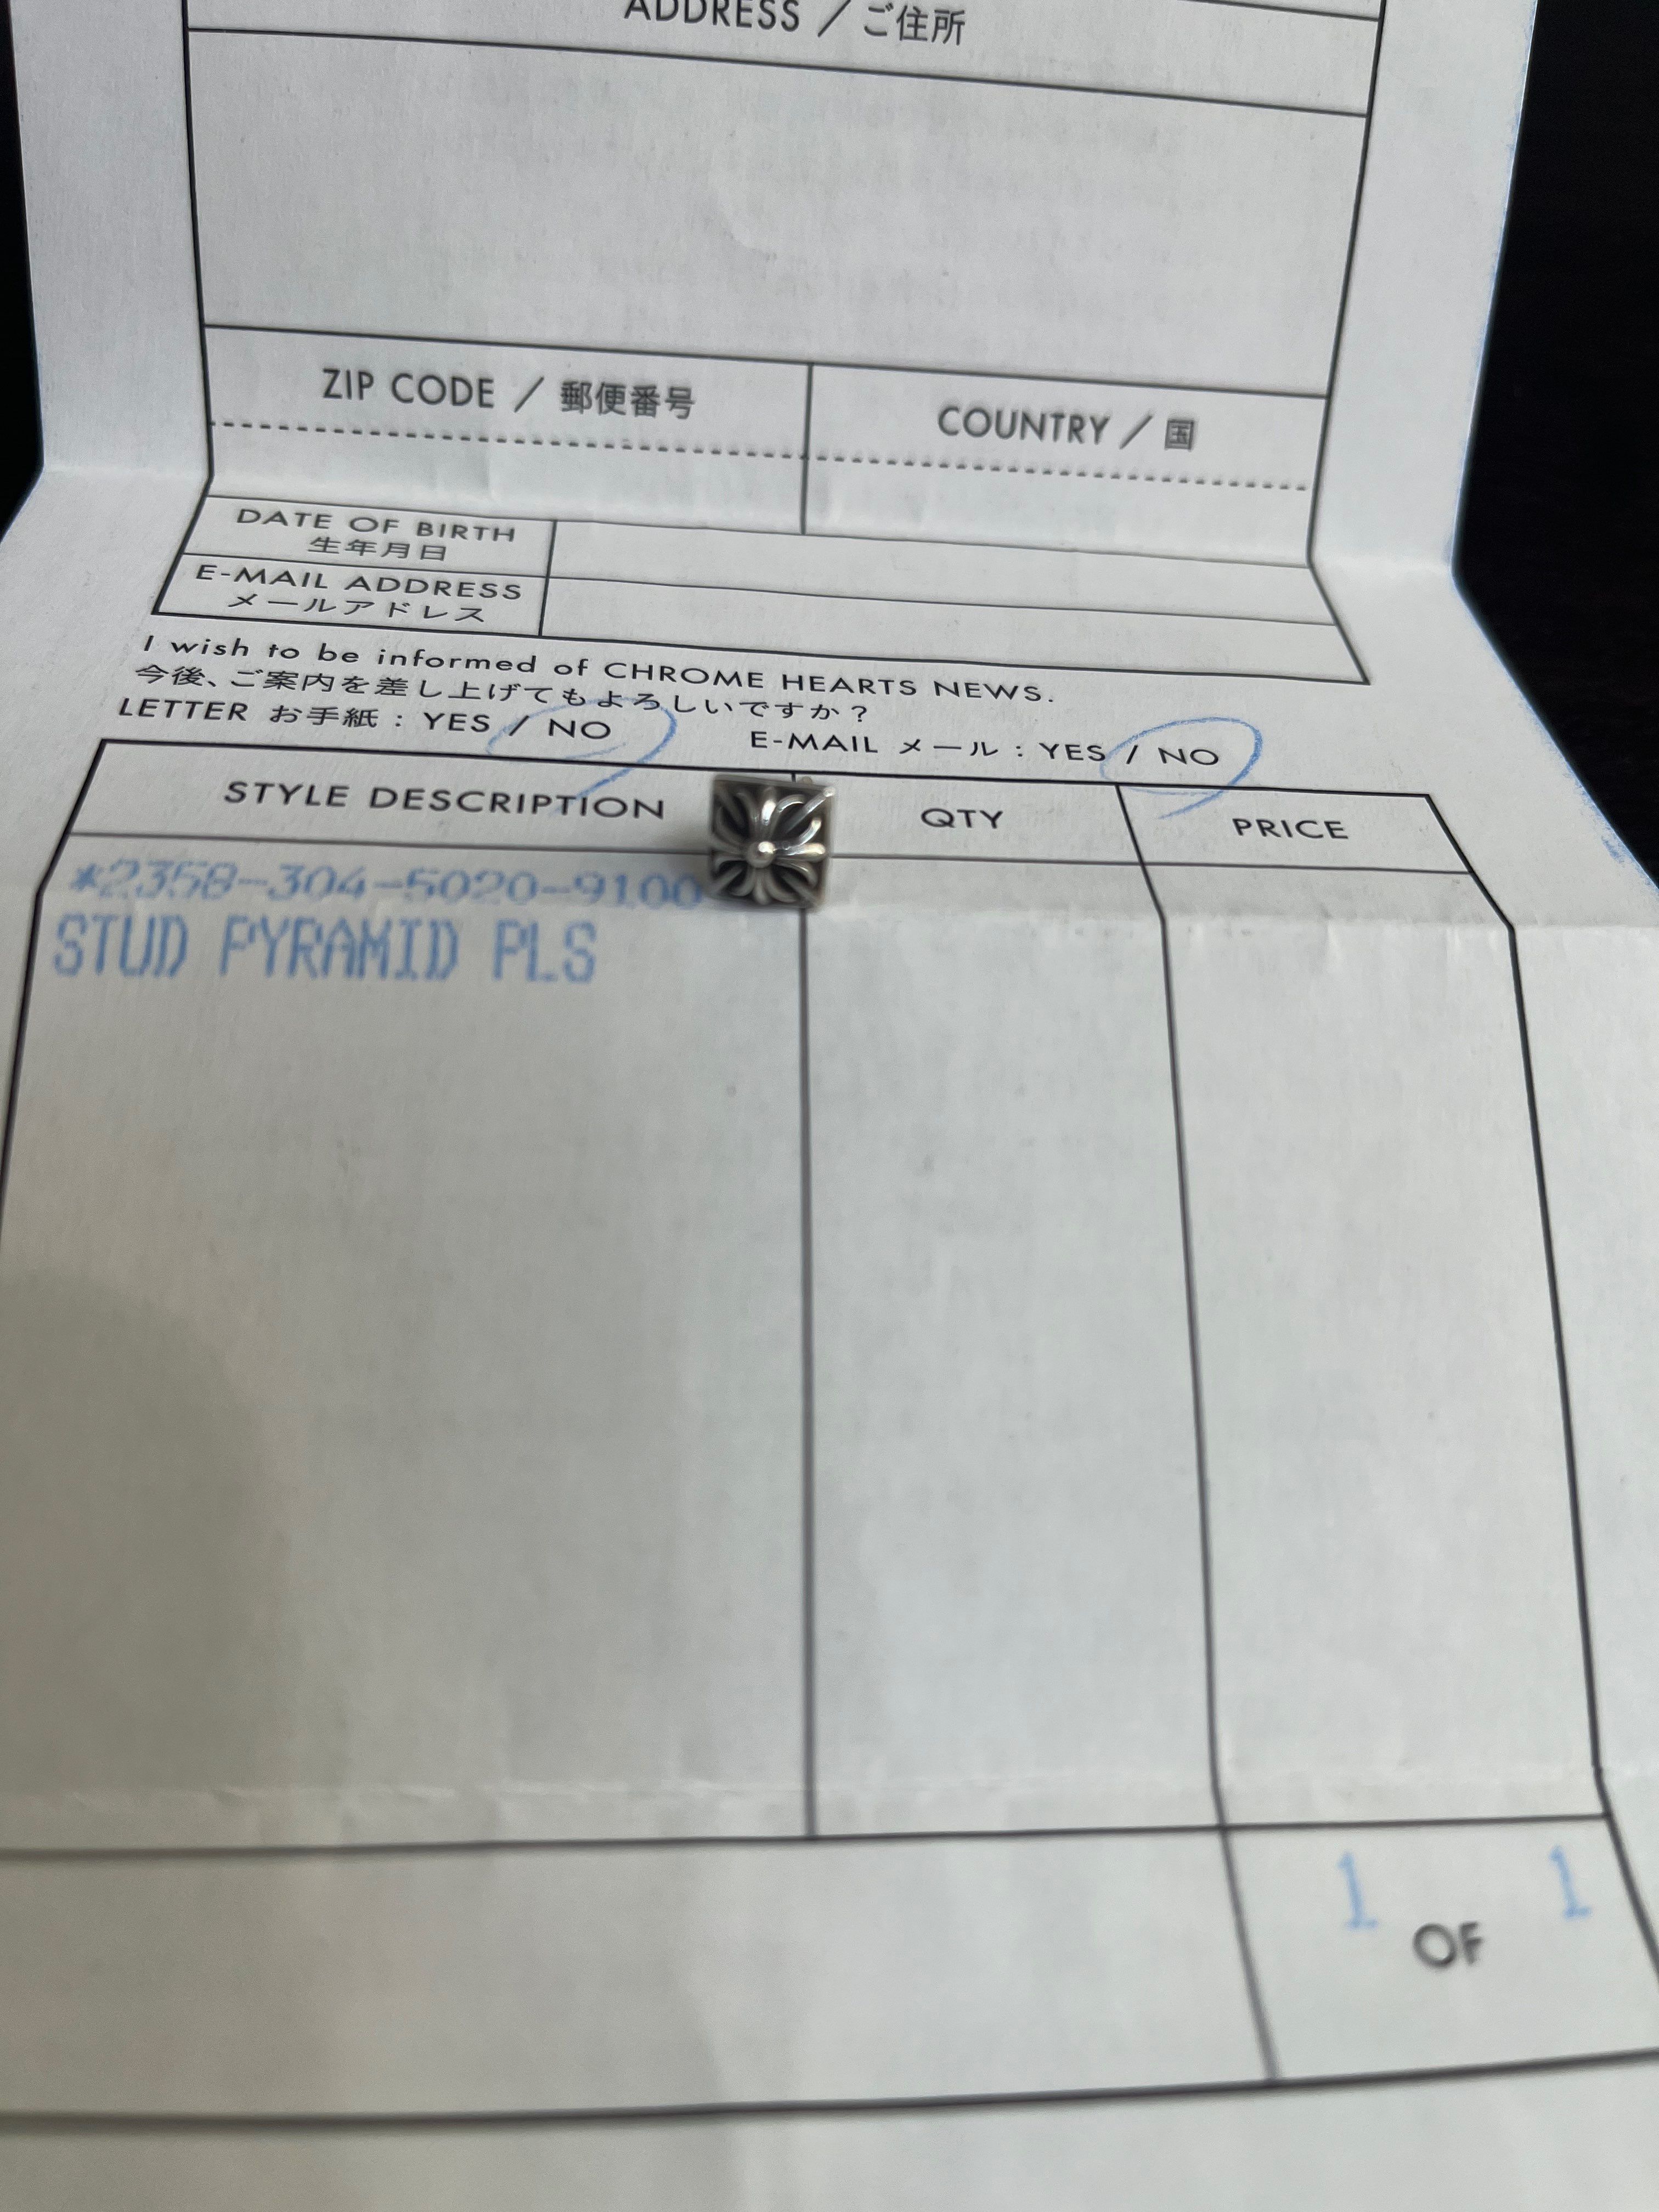 ADDRESS / ご住所
ZIP CODE / 郵便番号
COUNTRY / 国
DATE OF BIRTH
生年月日
E-MAIL ADDRESS
メールアドレス
I wish to be informed of CHROME HEARTS NEWS.
今後、ご案内を差し上げてもよろしいですか？
LETTER お手紙 : YES / NO
E-MAIL メール : YES / NO
STYLE DESCRIPTION
QTY
PRICE
*2358-304-5020-9100
STUD PYRAMID PLS
1 OF 1